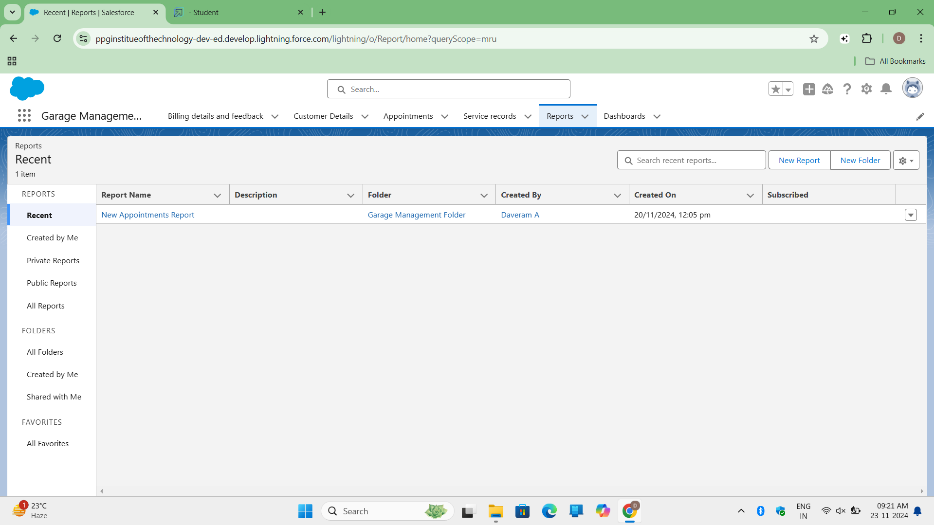 Recent | Reports | Salesforce
- Student
ppginstitueofthechnology-dev-ed.develop.lightning.force.com/lightning/o/Report/home?queryScope=mru
D
All Bookmarks
Search...
Garage Manageme...
Billing details and feedback
Customer Details
Appointments
Service records
Reports
Dashboards
Reports
Recent
1 item
Search recent reports...
New Report
New Folder
REPORTS
Recent
Created by Me
Private Reports
Public Reports
All Reports
FOLDERS
All Folders
Created by Me
Shared with Me
FAVORITES
All Favorites
Report Name
Description
Folder
Created By
Created On
Subscribed
New Appointments Report
Garage Management Folder
Daveram A
20/11/2024, 12:05 pm
1
23°C
Haze
Search
D
ENG
IN
09:21 AM
23-11-2024